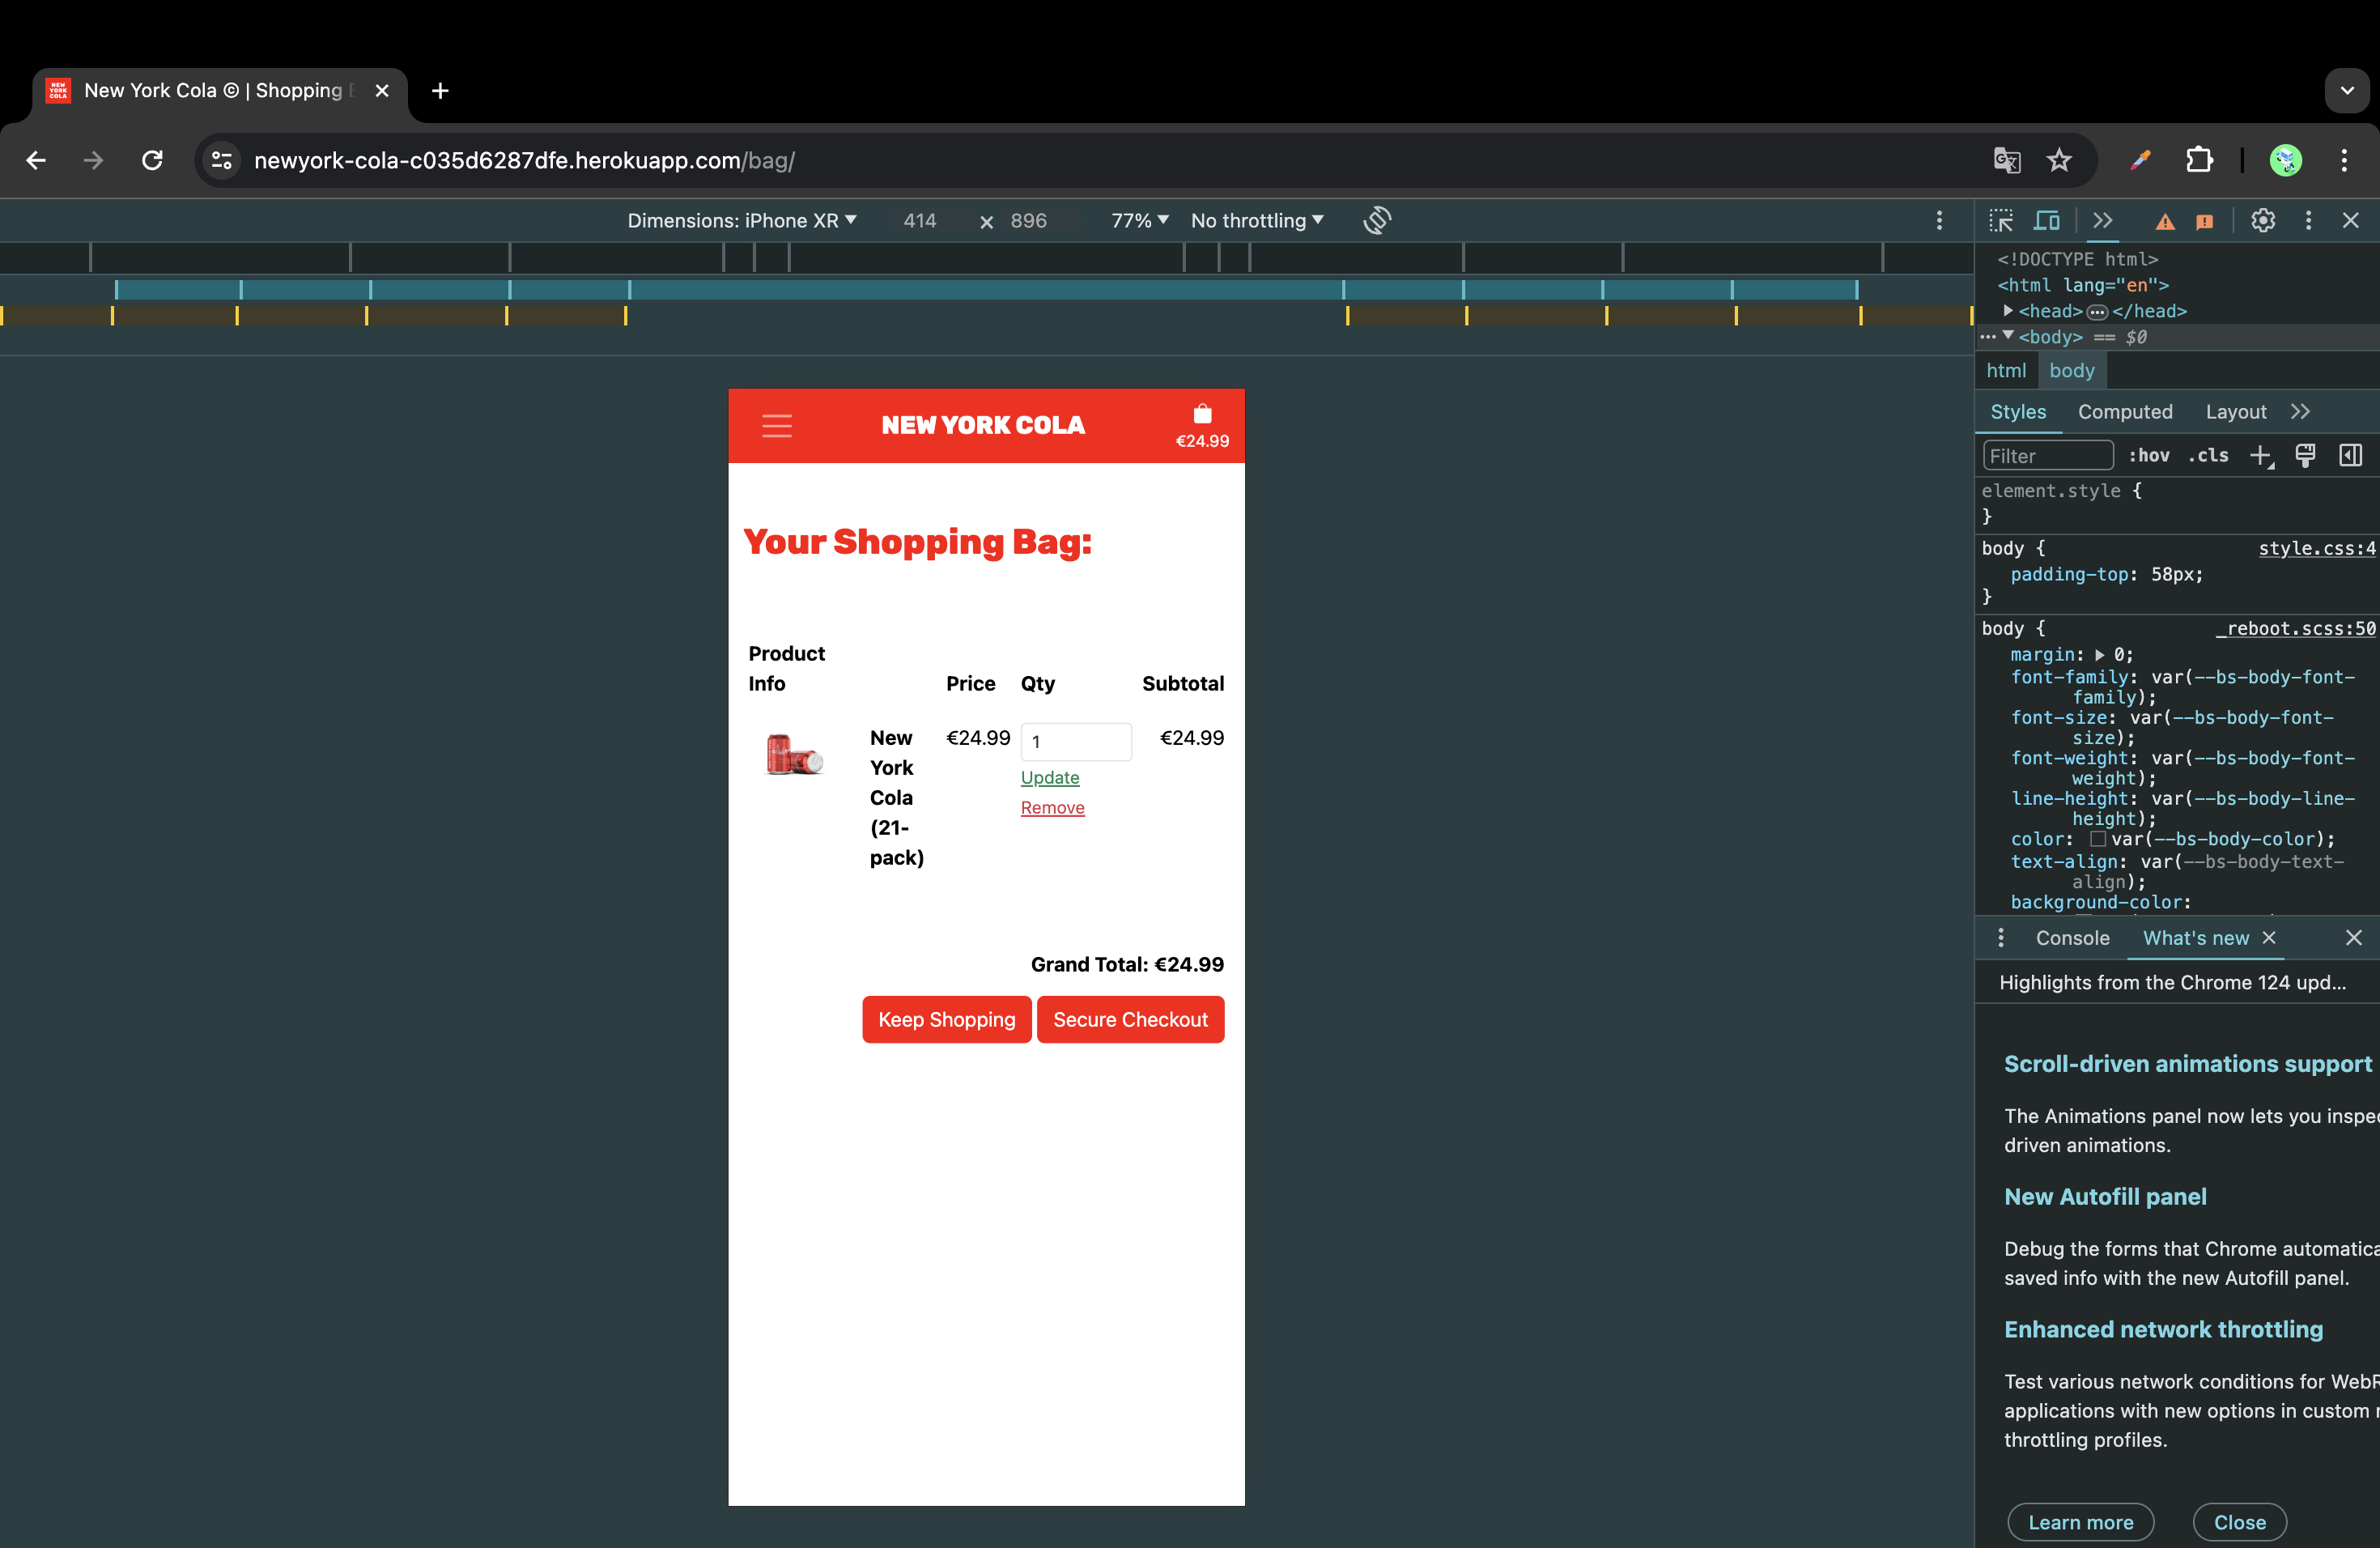 NEW YORK COLA
New York Cola © | Shopping
newyork-cola-c035d6287dfe.herokuapp.com/bag/
Dimensions: iPhone XR 414 × 896 77% No throttling
<!DOCTYPE html>
<html lang="en">
<head> ... </head>
... <body> == $0
html body
Styles Computed Layout
Filter :hov .cls
element.style {
}
body { style.css:4
padding-top: 58px;
}
body { _reboot.scss:50
margin: 0;
font-family: var(--bs-body-font-
family);
font-size: var(--bs-body-font-
size);
font-weight: var(--bs-body-font-
weight);
line-height: var(--bs-body-line-
height);
color: var(--bs-body-color);
text-align: var(--bs-body-text-
align);
background-color:
Console What's new
Highlights from the Chrome 124 upd...
Scroll-driven animations support
The Animations panel now lets you
driven animations.
New Autofill panel
Debug the forms that Chrome
saved info with the new Autofill panel.
Enhanced network throttling
Test various network conditions for
applications with new options in custom
throttling profiles.
Learn more Close
NEW YORK COLA
€24.99
Your Shopping Bag:
Product
Info Price Qty Subtotal
New €24.99 1 €24.99
York
Update
Cola
Remove
(21-
pack)
Grand Total: €24.99
Keep Shopping Secure Checkout